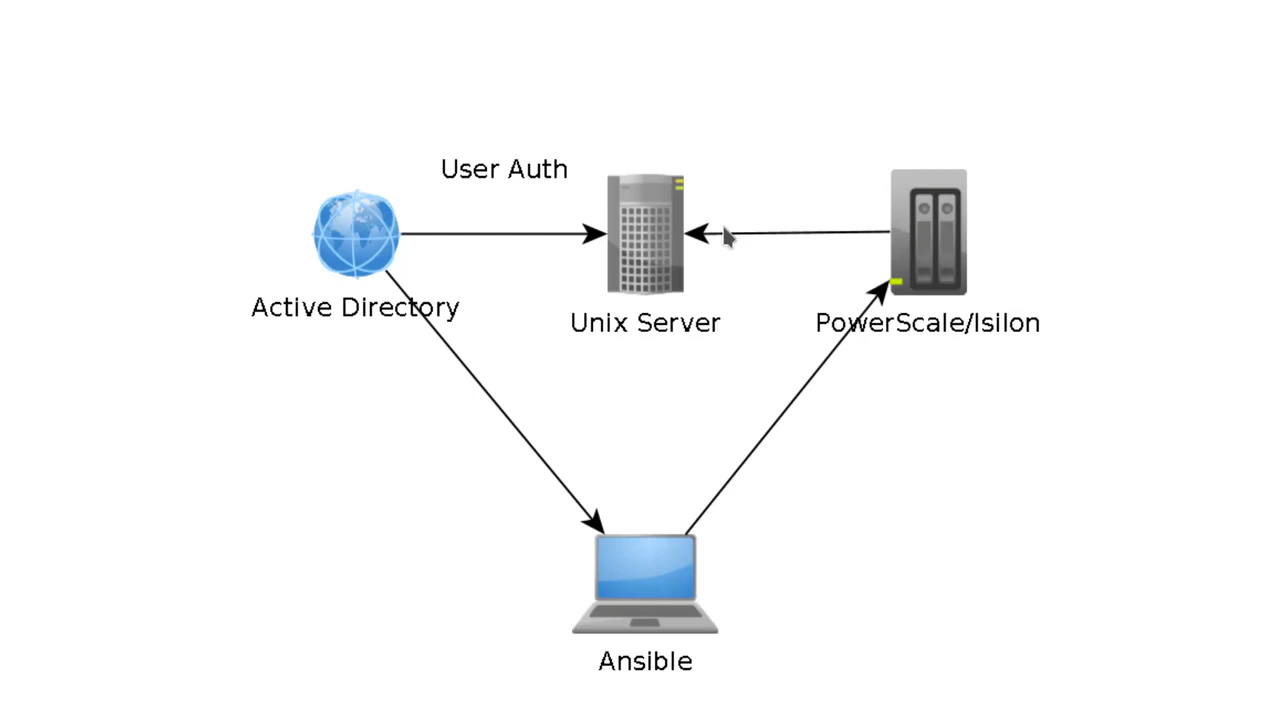 User Auth
Active Directory
Unix Server
PowerScale/Isilon
Ansible